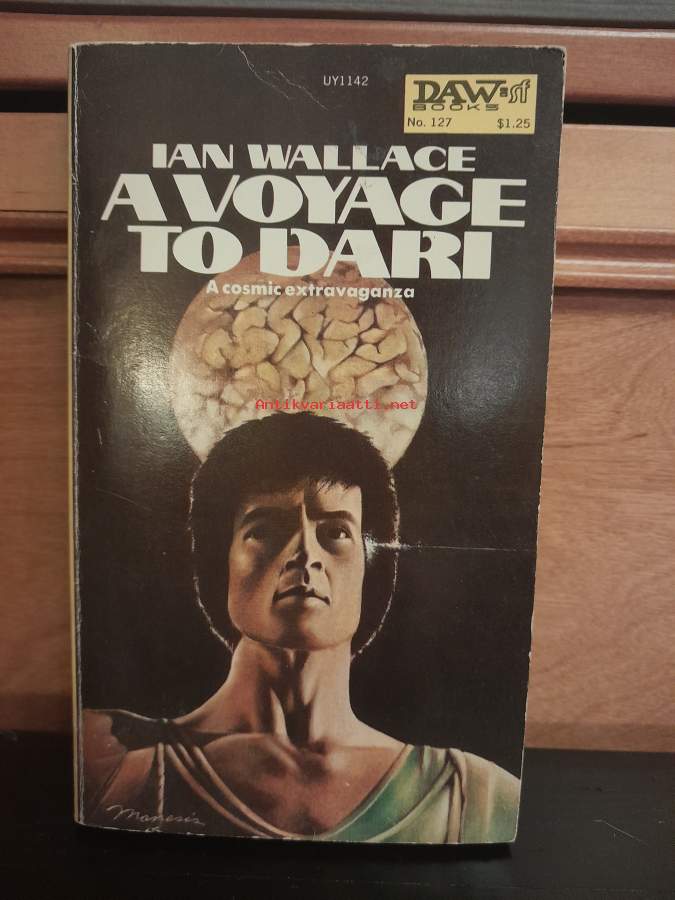 UY1142
DAW=sf
BOOKS
No. 127 $1.25
IAN WALLACE
A VOYAGE
TO DARI
A cosmic extravaganza
Antikvariaatti.net
Manesis